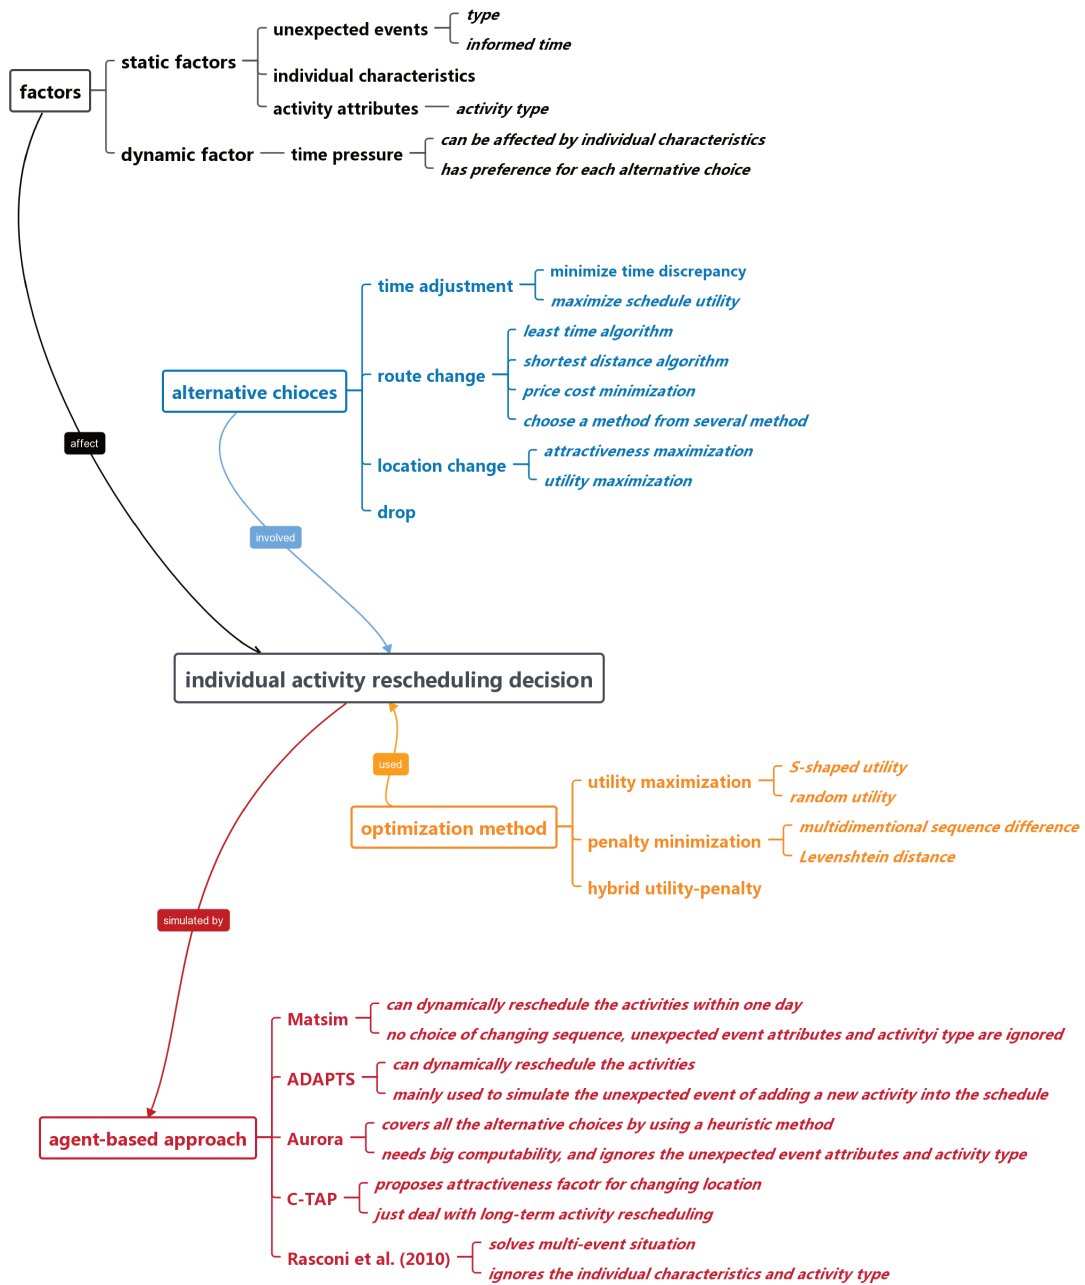 factors
static factors
unexpected events
type
informed time
individual characteristics
activity attributes
activity type
dynamic factor
time pressure
can be affected by individual characteristics
has preference for each alternative choice
affect
alternative chioces
time adjustment
minimize time discrepancy
maximize schedule utility
route change
least time algorithm
shortest distance algorithm
price cost minimization
choose a method from several method
location change
attractiveness maximization
utility maximization
drop
involved
individual activity rescheduling decision
used
optimization method
utility maximization
S-shaped utility
random utility
penalty minimization
multidimentional sequence difference
Levenshtein distance
hybrid utility-penalty
simulated by
agent-based approach
Matsim
can dynamically reschedule the activities within one day
no choice of changing sequence, unexpected event attributes and activityi type are ignored
ADAPTS
can dynamically reschedule the activities
mainly used to simulate the unexpected event of adding a new activity into the schedule
Aurora
covers all the alternative choices by using a heuristic method
needs big computability, and ignores the unexpected event attributes and activity type
C-TAP
proposes attractiveness facotr for changing location
just deal with long-term activity rescheduling
Rasconi et al. (2010)
solves multi-event situation
ignores the individual characteristics and activity type